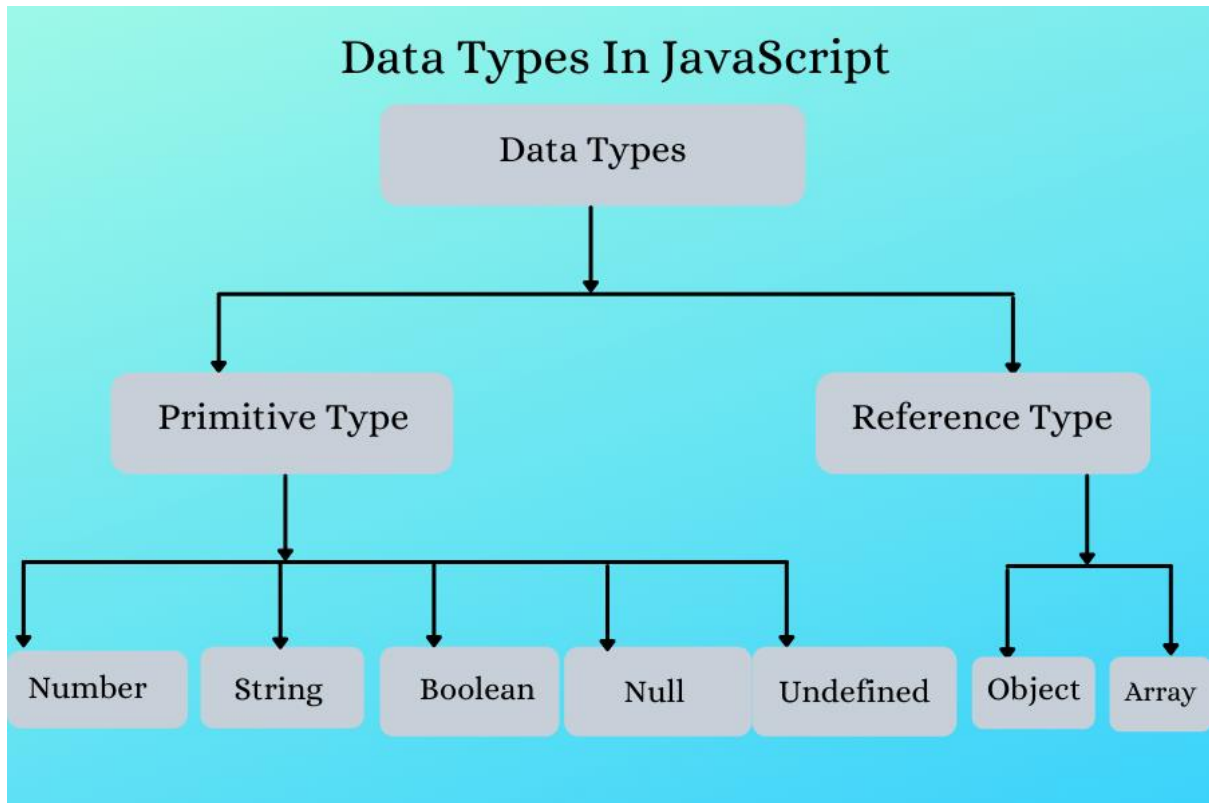 Data Types In JavaScript
Data Types
Primitive Type
Reference Type
Number
String
Boolean
Null
Undefined
Object
Array